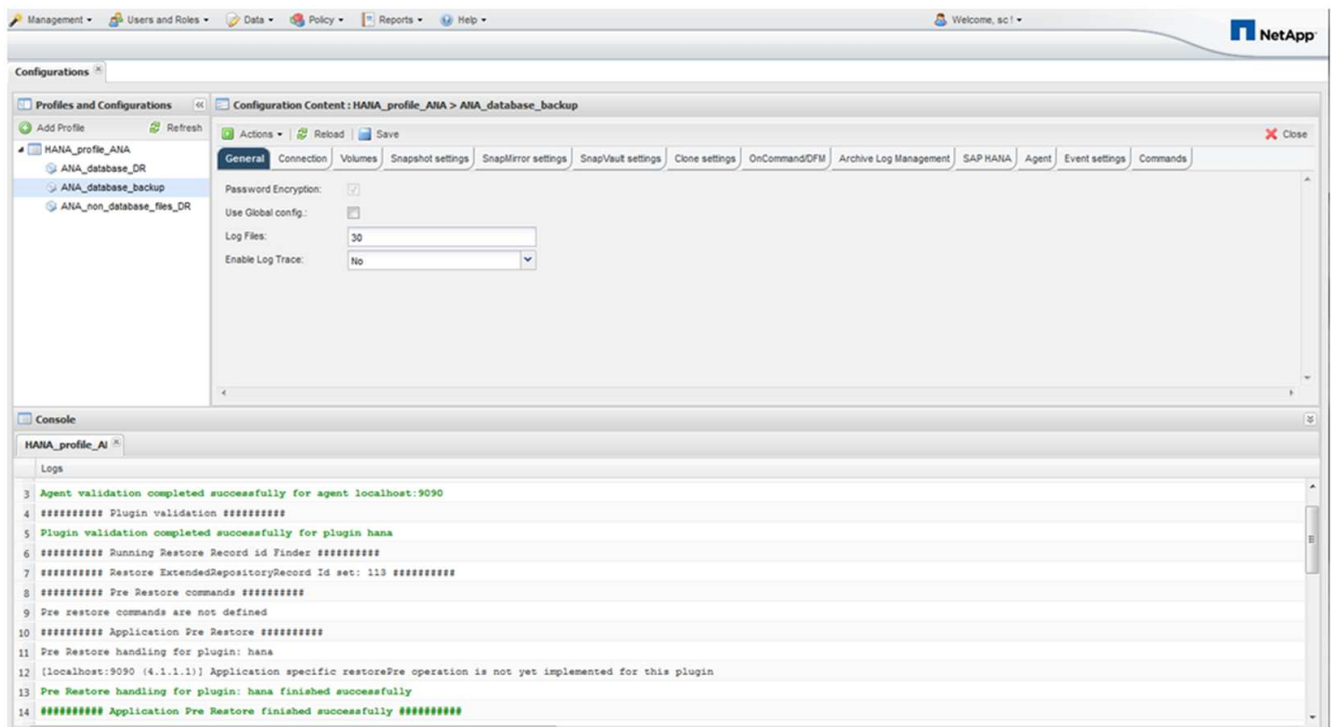 Management Users and Roles Data Policy Reports Help Welcome, sc!
NetApp
Configurations
Profiles and Configurations
Add Profile Refresh
HANA_profile_ANA
ANA_database_DR
ANA_database_backup
ANA_non_database_files_DR
Configuration Content : HANA_profile_ANA > ANA_database_backup
Actions Reload Save Close
General Connection Volumes Snapshot settings SnapMirror settings SnapVault settings Clone settings OnCommand/DFM Archive Log Management SAP HANA Agent Event settings Commands
Password Encryption:
Use Global config.:
Log Files: 30
Enable Log Trace: No
Console
HANA_profile_AI
Logs
3 Agent validation completed successfully for agent localhost:9090
4 ########## Plugin validation ##########
5 Plugin validation completed successfully for plugin hana
6 ########## Running Restore Record id Finder ##########
7 ########## Restore ExtendedRepositoryRecord Id set: 113 ##########
8 ########## Pre Restore commands ##########
9 Pre restore commands are not defined
10 ########## Application Pre Restore ##########
11 Pre Restore handling for plugin: hana
12 [localhost:9090 (4.1.1.1)] Application specific restorePre operation is not yet implemented for this plugin
13 Pre Restore handling for plugin: hana finished successfully
14 ########## Application Pre Restore finished successfully ##########